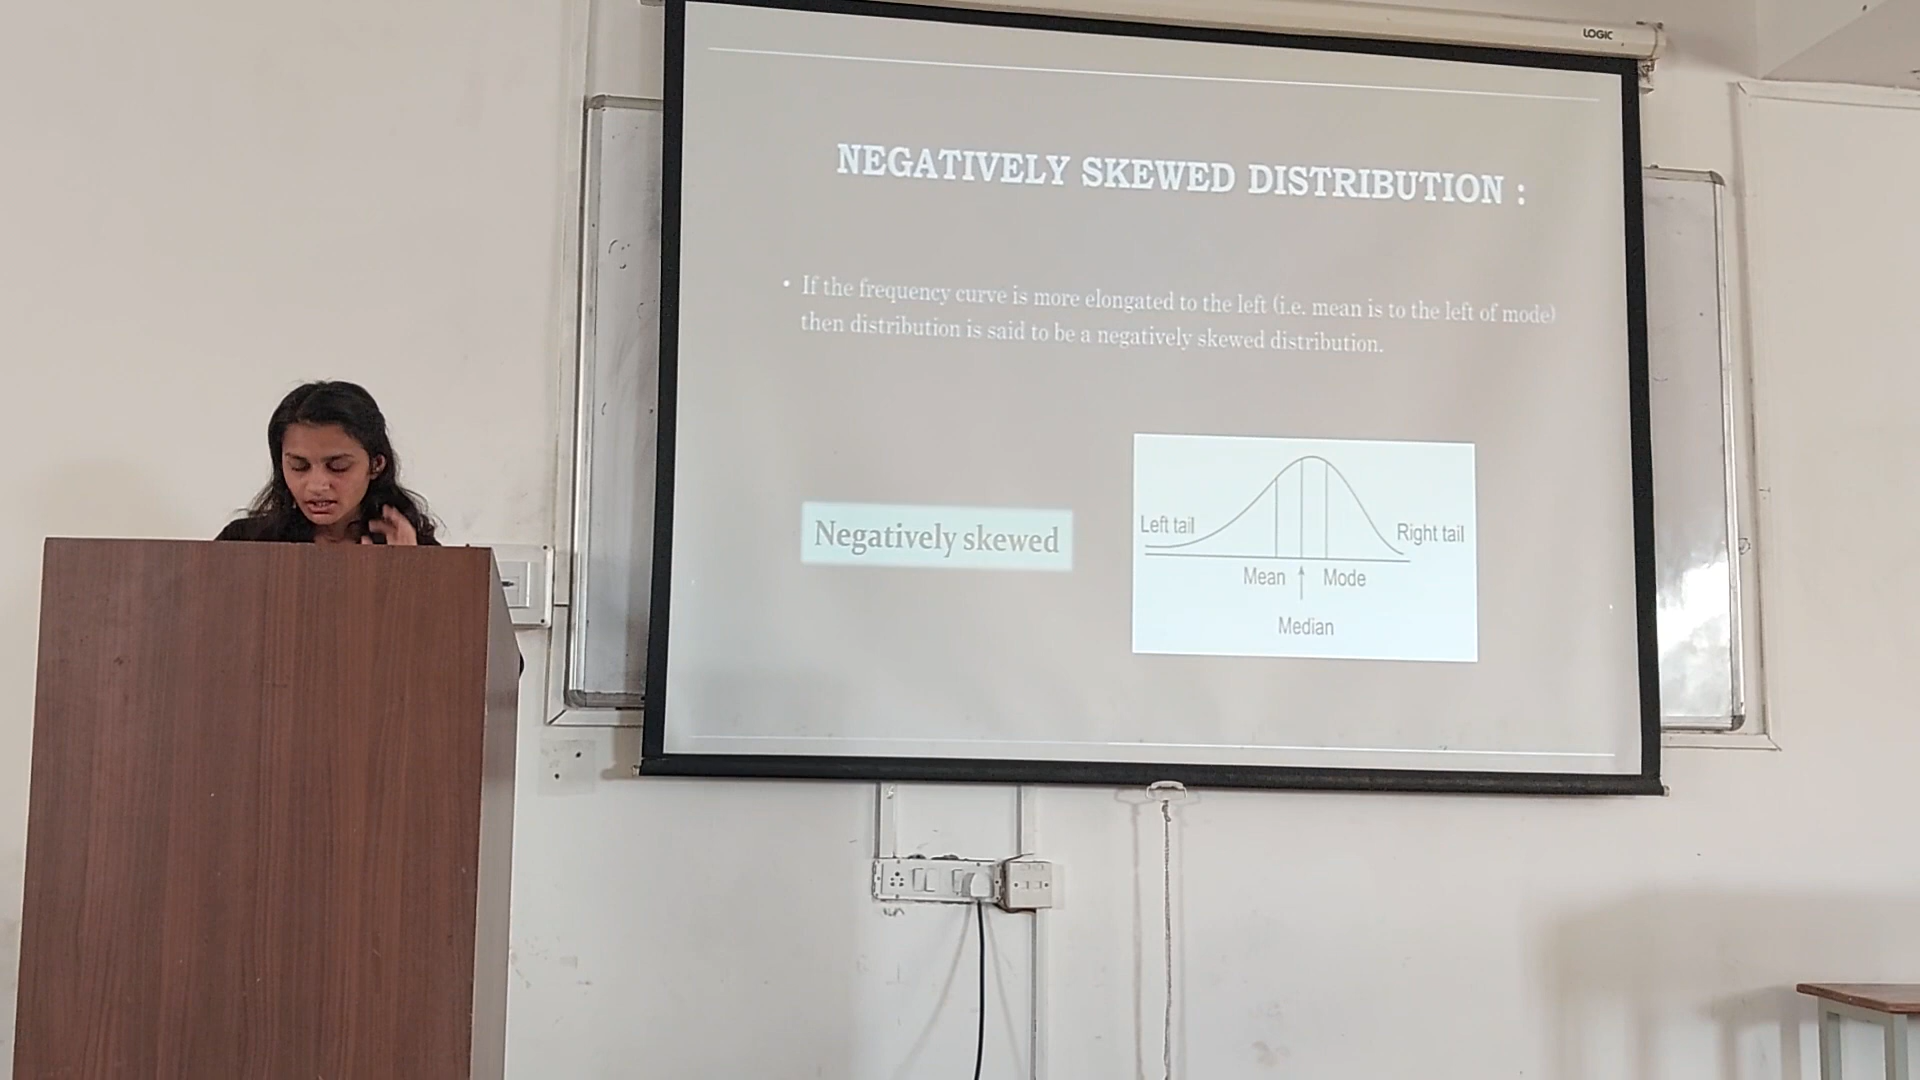 LOGIC
NEGATIVELY SKEWED DISTRIBUTION :
• If the frequency curve is more elongated to the left (i.e. mean is to the left of mode)
then distribution is said to be a negatively skewed distribution.
Negatively skewed
Left tail
Right tail
Mean
Mode
Median